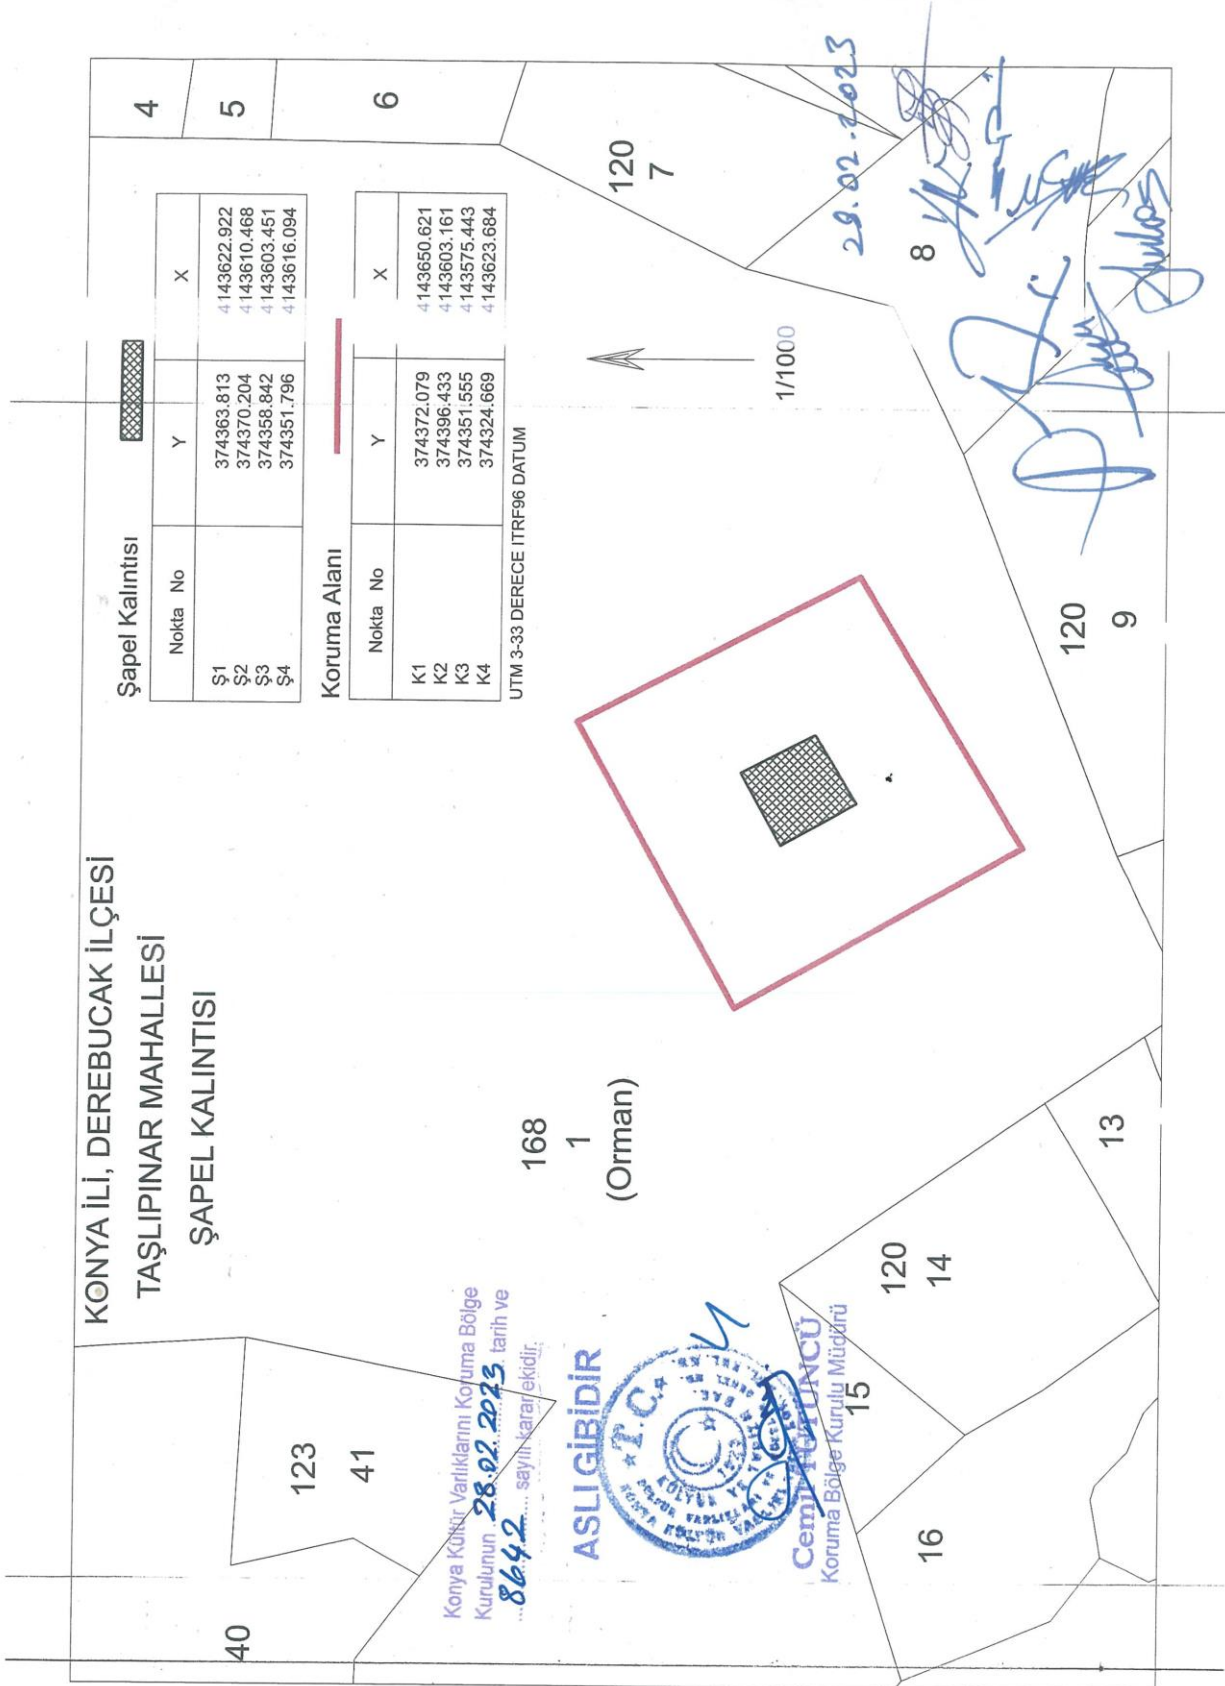 KONYA İLİ, DEREBUCAK İLÇESİ
TAŞLIPINAR MAHALLESİ
ŞAPEL KALINTISI
Şapel Kalıntısı
Nokta No Y X
Ş1 374363.813 4143622.922
Ş2 374370.204 4143610.468
Ş3 374358.842 4143603.451
Ş4 374351.796 4143616.094
Koruma Alanı
Nokta No Y X
K1 374372.079 4143650.621
K2 374396.433 4143603.161
K3 374351.555 4143575.443
K4 374324.669 4143623.684
UTM 3-33 DERECE ITRF96 DATUM
1/1000
4
5
6
120
7
8
120
9
40
123
41
168
1
(Orman)
120
14
13
15
16
Konya Kültür Varlıklarını Koruma Bölge
Kurulunun 28.02.2023 tarih ve
8642 sayılı karar ekidir.
ASLI GİBİDİR
T.C.
Cemil TÜTÜNCÜ
Koruma Bölge Kurulu Müdürü
28.02.2023